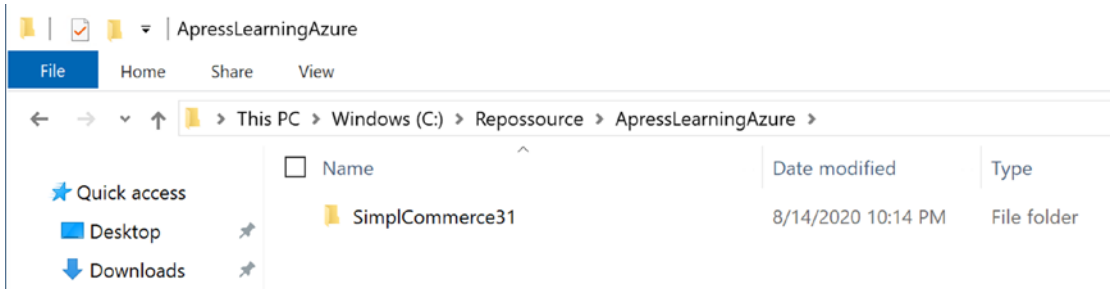 ApressLearningAzure
File Home Share View
This PC > Windows (C:) > Repossource > ApressLearningAzure >
Name Date modified Type
Quick access
SimplCommerce31 8/14/2020 10:14 PM File folder
Desktop
Downloads